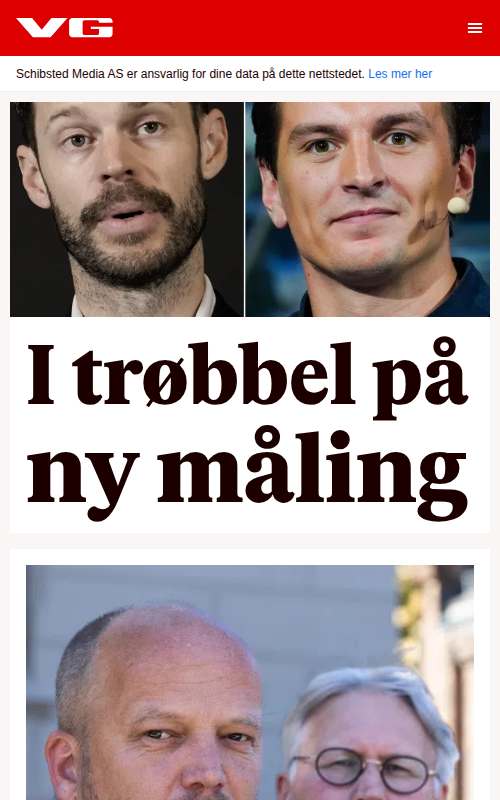 VG
Schibsted Media AS er ansvarlig for dine data på dette nettstedet. Les mer her
I trøbbel på
ny måling